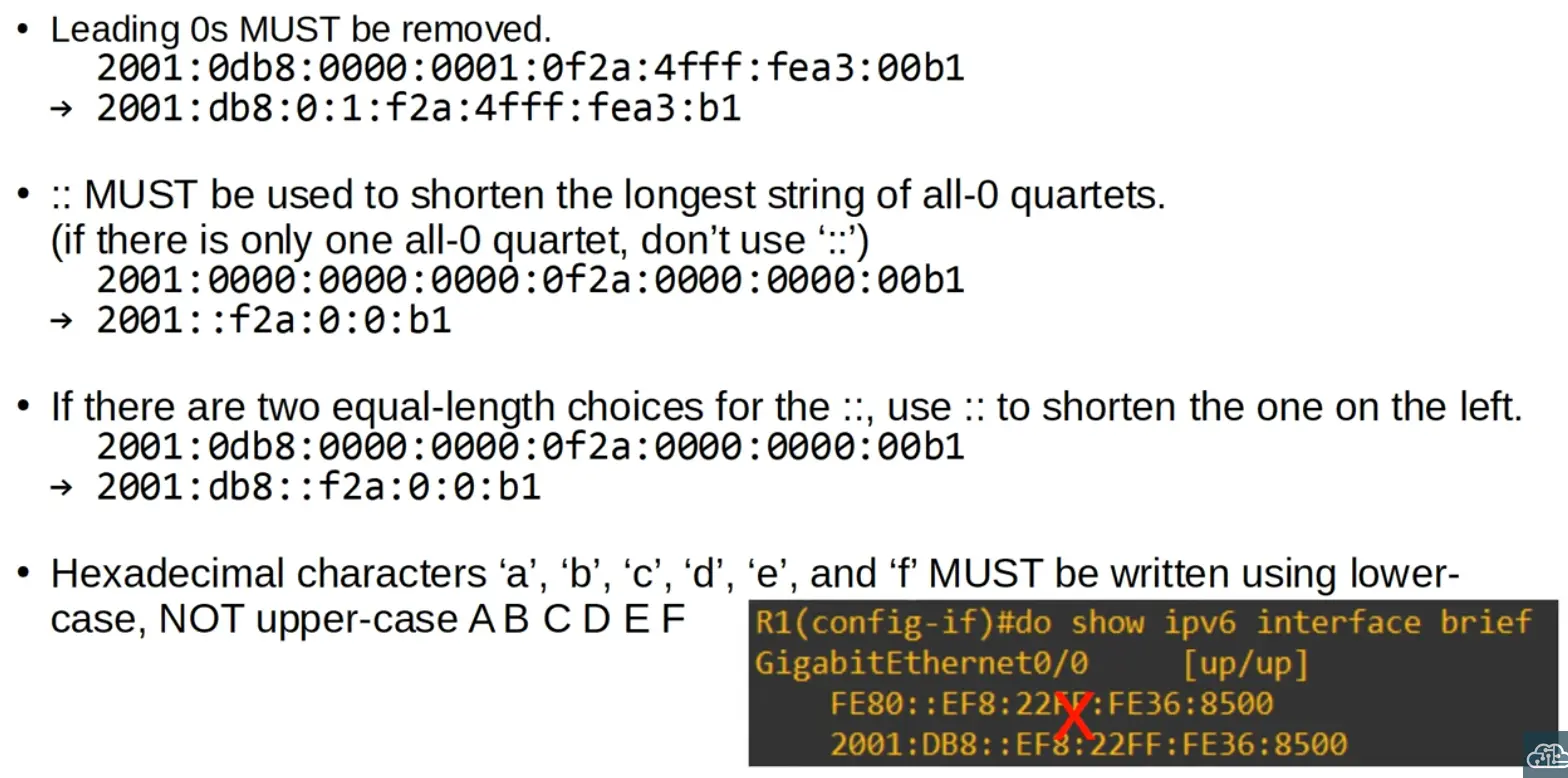 • Leading 0s MUST be removed.
2001:0db8:0000:0001:0f2a:4fff:fea3:00b1
→ 2001:db8:0:1:f2a:4fff:fea3:b1
• :: MUST be used to shorten the longest string of all-0 quartets.
(if there is only one all-0 quartet, don’t use ‘::’)
2001:0000:0000:0000:0f2a:0000:0000:00b1
→ 2001::f2a:0:0:b1
• If there are two equal-length choices for the ::, use :: to shorten the one on the left.
2001:0db8:0000:0000:0f2a:0000:0000:00b1
→ 2001:db8::f2a:0:0:b1
• Hexadecimal characters ‘a’, ‘b’, ‘c’, ‘d’, ‘e’, and ‘f’ MUST be written using lower-
case, NOT upper-case A B C D E F
R1(config-if)#do show ipv6 interface brief
GigabitEthernet0/0 [up/up]
FE80::EF8:22FF:FE36:8500
2001:DB8::EF8:22FF:FE36:8500
X